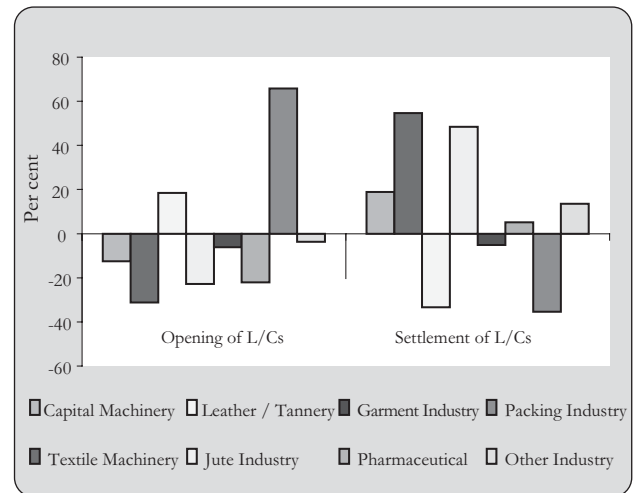 80
60
40
20
0
-20
-40
-60
Per cent
Opening of L/Cs Settlement of L/Cs
Capital Machinery Leather / Tannery Garment Industry Packing Industry
Textile Machinery Jute Industry Pharmaceutical Other Industry